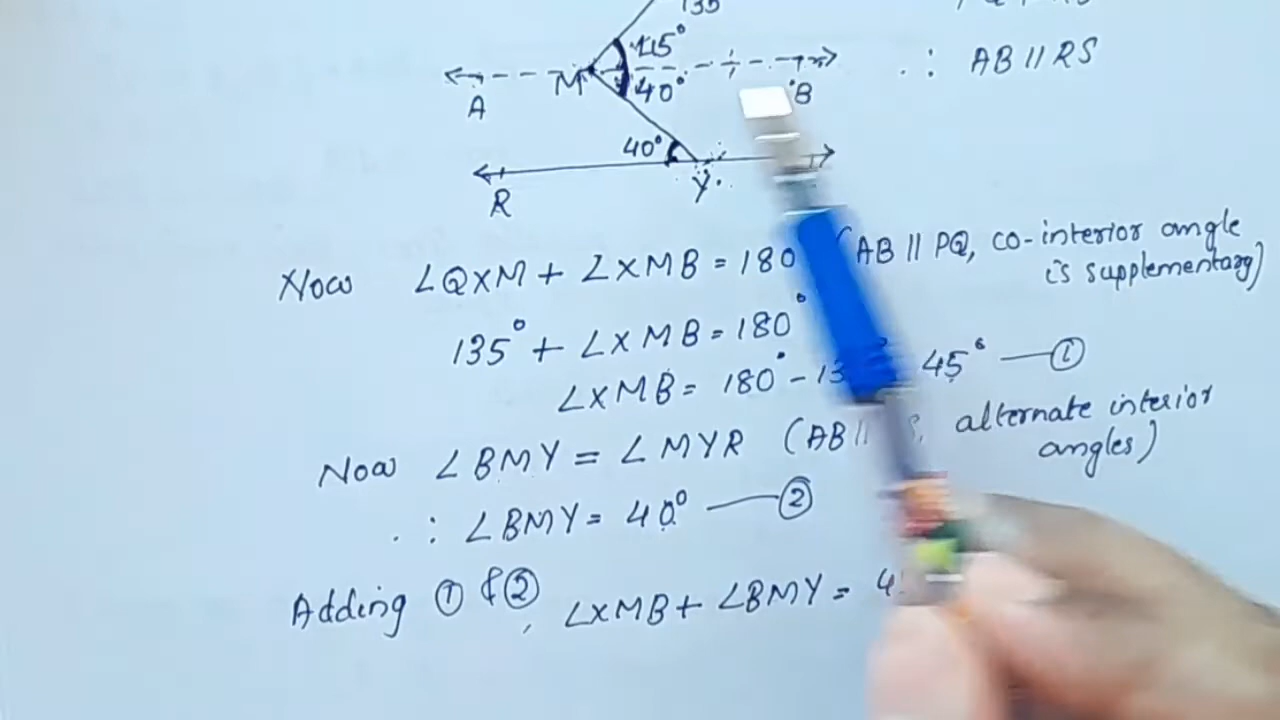 135
115°
∴ AB || RS
M
40°
A
B
40°
R
Y
Now ∠QXM + ∠XMB = 180 (AB || PQ, co-interior angle
is supplementary)
135° + ∠XMB = 180°
∠XMB = 180° - 13 45° — ①
Now ∠BMY = ∠MYR (AB || S, alternate interior
angles)
∴ ∠BMY = 40° — ②
Adding ① & ②, ∠XMB + ∠BMY = 4